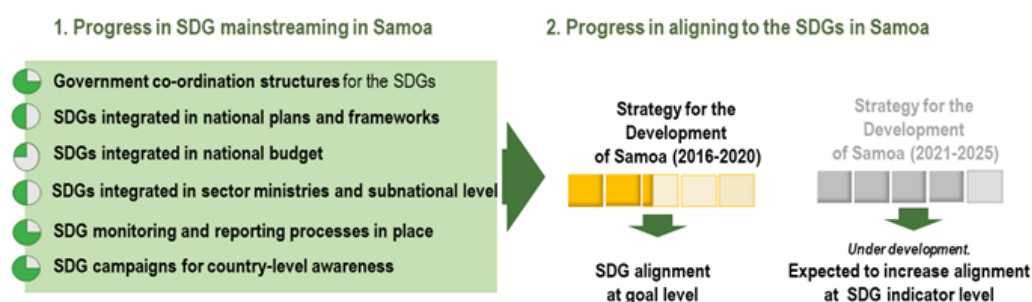 1. Progress in SDG mainstreaming in Samoa
Government co-ordination structures for the SDGs
SDGs integrated in national plans and frameworks
SDGs integrated in national budget
SDGs integrated in sector ministries and subnational level
SDG monitoring and reporting processes in place
SDG campaigns for country-level awareness
2. Progress in aligning to the SDGs in Samoa
Strategy for the
Development
of Samoa (2016-2020)
SDG alignment
at goal level
Strategy for the
Development
of Samoa (2021-2025)
Under development.
Expected to increase alignment
at SDG indicator level